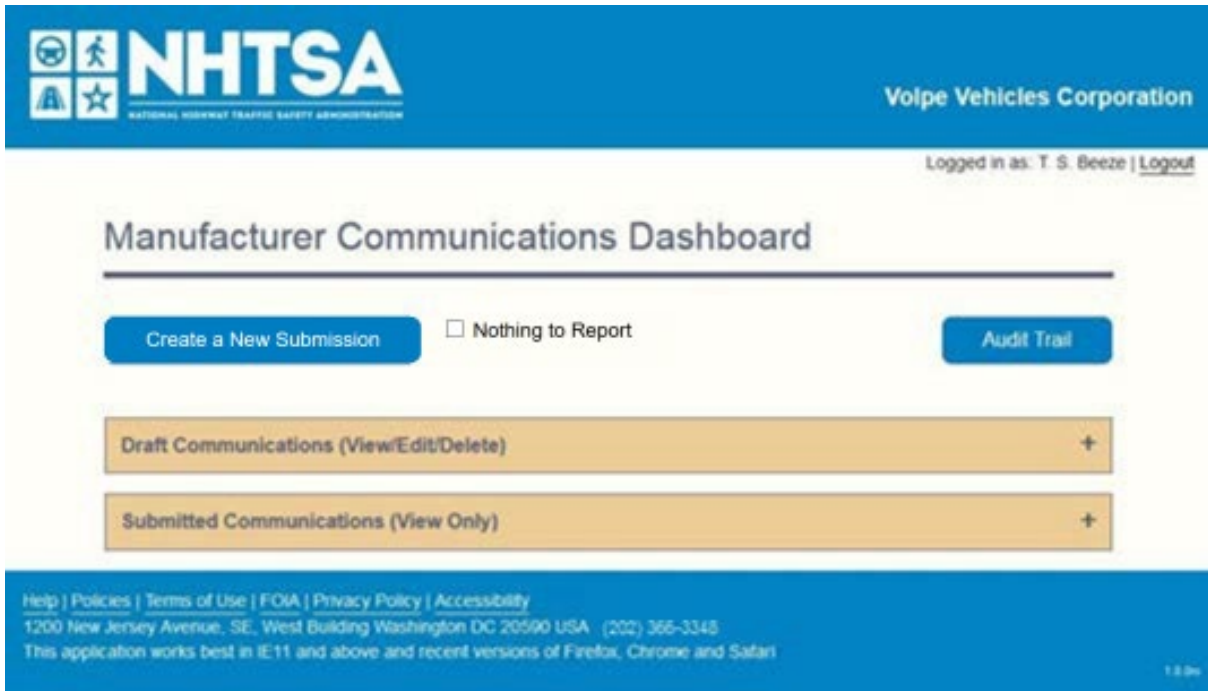 NHTSA
NATIONAL HIGHWAY TRAFFIC SAFETY ADMINISTRATION
Volpe Vehicles Corporation
Logged in as: T. S. Beeze | Logout
Manufacturer Communications Dashboard
Create a New Submission
Nothing to Report
Audit Trail
Draft Communications (View/Edit/Delete) +
Submitted Communications (View Only) +
Help | Policies | Terms of Use | FOIA | Privacy Policy | Accessibility
1200 New Jersey Avenue, SE, West Building Washington DC 20590 USA (202) 366-3348
This application works best in IE11 and above and recent versions of Firefox, Chrome and Safari